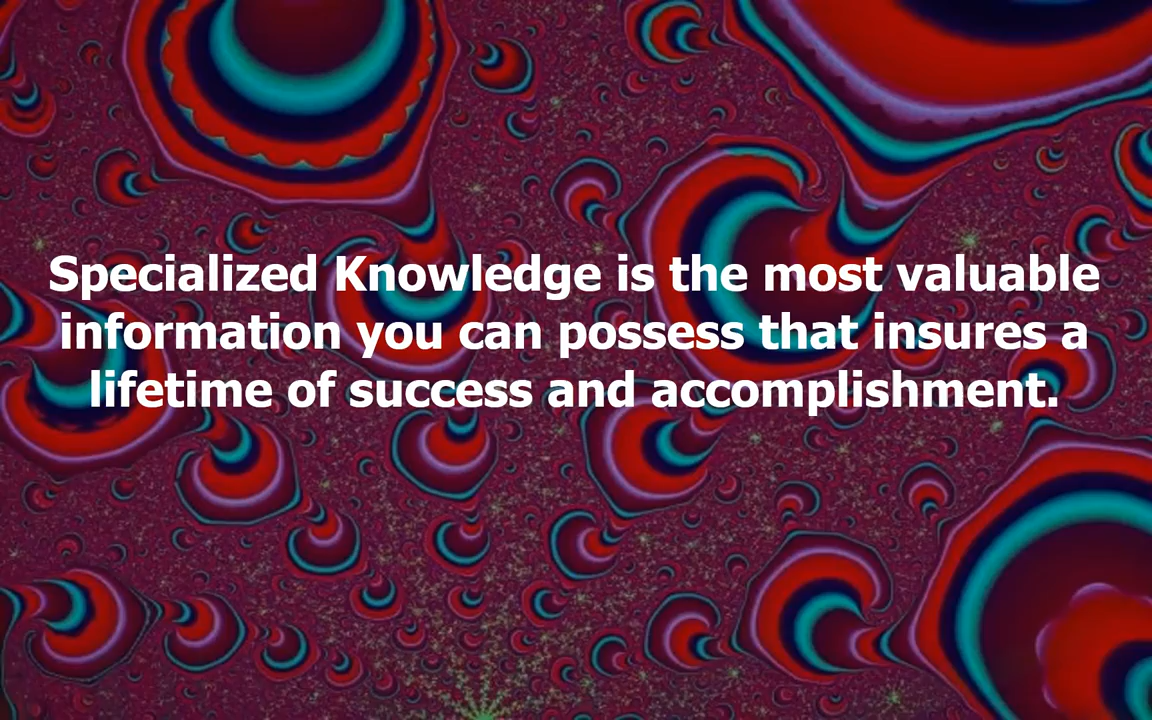 Specialized Knowledge is the most valuable
information you can possess that insures a
lifetime of success and accomplishment.